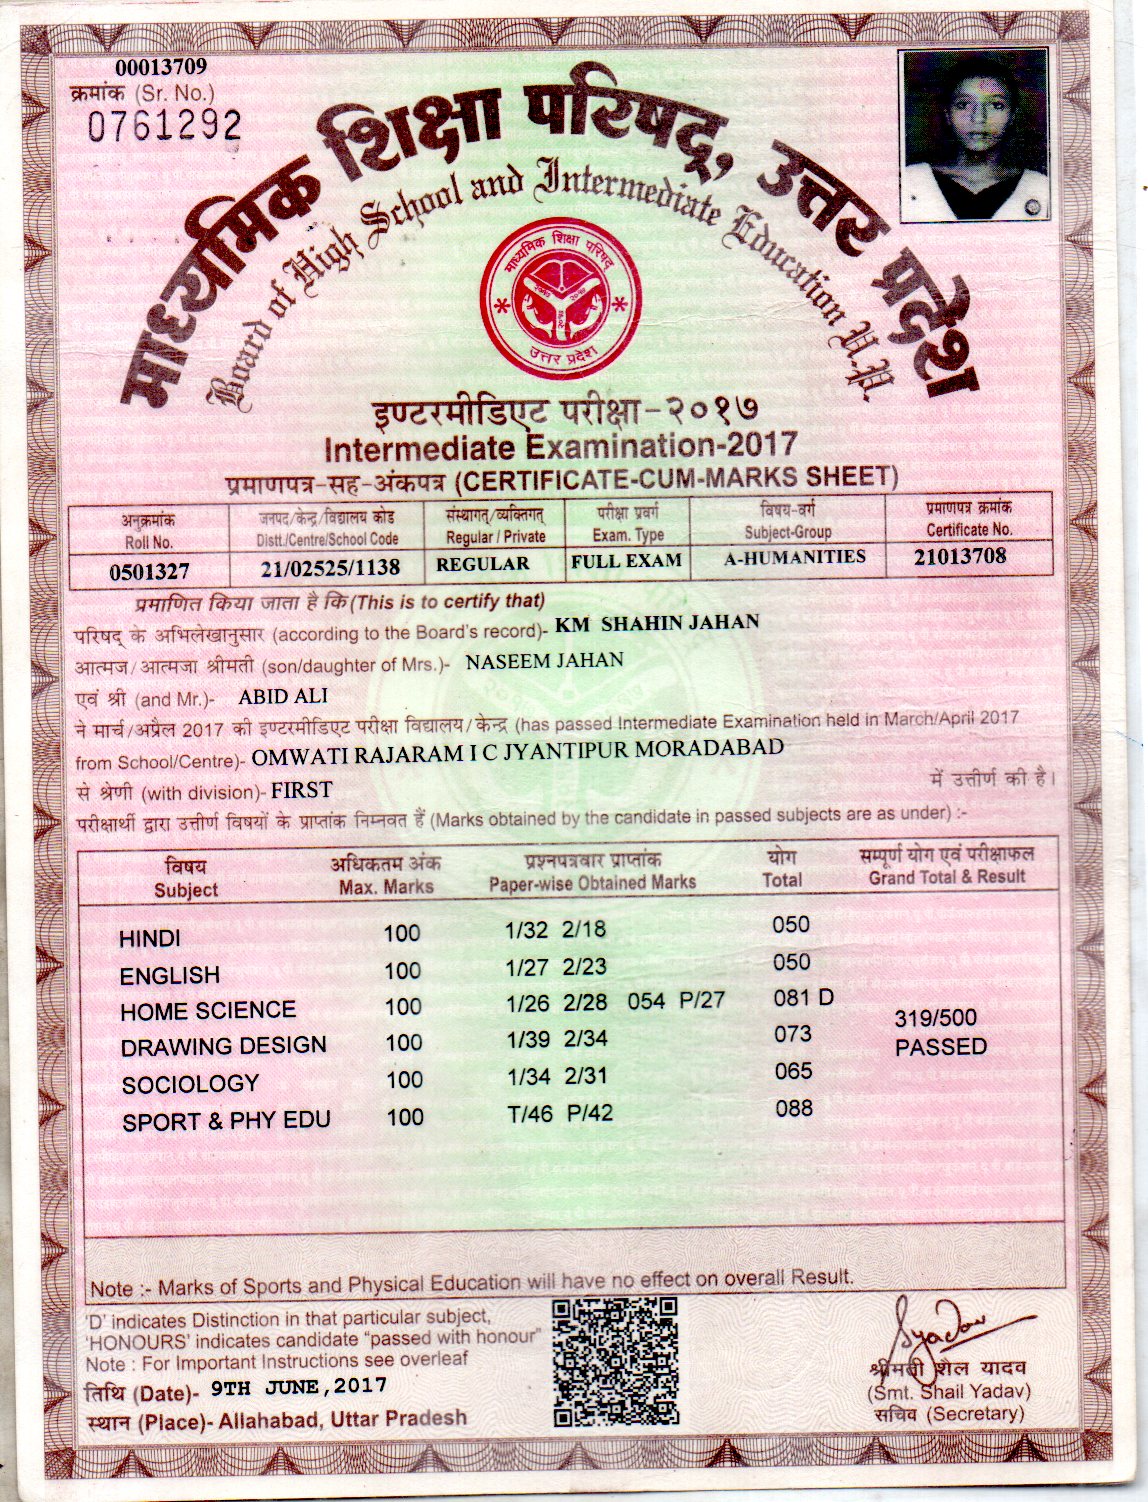 00013709
क्रमांक (Sr. No.)
0761292
माध्यमिक शिक्षा परिषद्, उत्तर प्रदेश
Board of High School and Intermediate Education U.P.
माध्यमिक शिक्षा परिषद्
उत्तर प्रदेश
इण्टरमीडिएट परीक्षा-२०१७
Intermediate Examination-2017
प्रमाणपत्र-सह-अंकपत्र (CERTIFICATE-CUM-MARKS SHEET)
अनुक्रमांक जनपद/केन्द्र/विद्यालय कोड संस्थागत्/व्यक्तिगत् परीक्षा प्रवर्ग विषय-वर्ग प्रमाणपत्र क्रमांक
Roll No. Distt./Centre/School Code Regular / Private Exam. Type Subject-Group Certificate No.
0501327 21/02525/1138 REGULAR FULL EXAM A-HUMANITIES 21013708
प्रमाणित किया जाता है कि (This is to certify that)
परिषद् के अभिलेखानुसार (according to the Board's record)- KM SHAHIN JAHAN
आत्मज/आत्मजा श्रीमती (son/daughter of Mrs.)- NASEEM JAHAN
एवं श्री (and Mr.)- ABID ALI
ने मार्च/अप्रैल 2017 की इण्टरमीडिएट परीक्षा विद्यालय/केन्द्र (has passed Intermediate Examination held in March/April 2017
from School/Centre)- OMWATI RAJARAM I C JYANTIPUR MORADABAD
से श्रेणी (with division)- FIRST में उत्तीर्ण की है।
परीक्षार्थी द्वारा उत्तीर्ण विषयों के प्राप्तांक निम्नवत हैं (Marks obtained by the candidate in passed subjects are as under) :-
विषय अधिकतम अंक प्रश्नपत्रवार प्राप्तांक योग सम्पूर्ण योग एवं परीक्षाफल
Subject Max. Marks Paper-wise Obtained Marks Total Grand Total & Result
HINDI 100 1/32 2/18 050
ENGLISH 100 1/27 2/23 050
HOME SCIENCE 100 1/26 2/28 054 P/27 081 D
319/500
DRAWING DESIGN 100 1/39 2/34 073
PASSED
SOCIOLOGY 100 1/34 2/31 065
SPORT & PHY EDU 100 T/46 P/42 088
Note :- Marks of Sports and Physical Education will have no effect on overall Result.
'D' indicates Distinction in that particular subject,
'HONOURS' indicates candidate "passed with honour"
Note : For Important Instructions see overleaf
तिथि (Date)- 9TH JUNE,2017
स्थान (Place)- Allahabad, Uttar Pradesh
Syadav
श्रीमती शैल यादव
(Smt. Shail Yadav)
सचिव (Secretary)